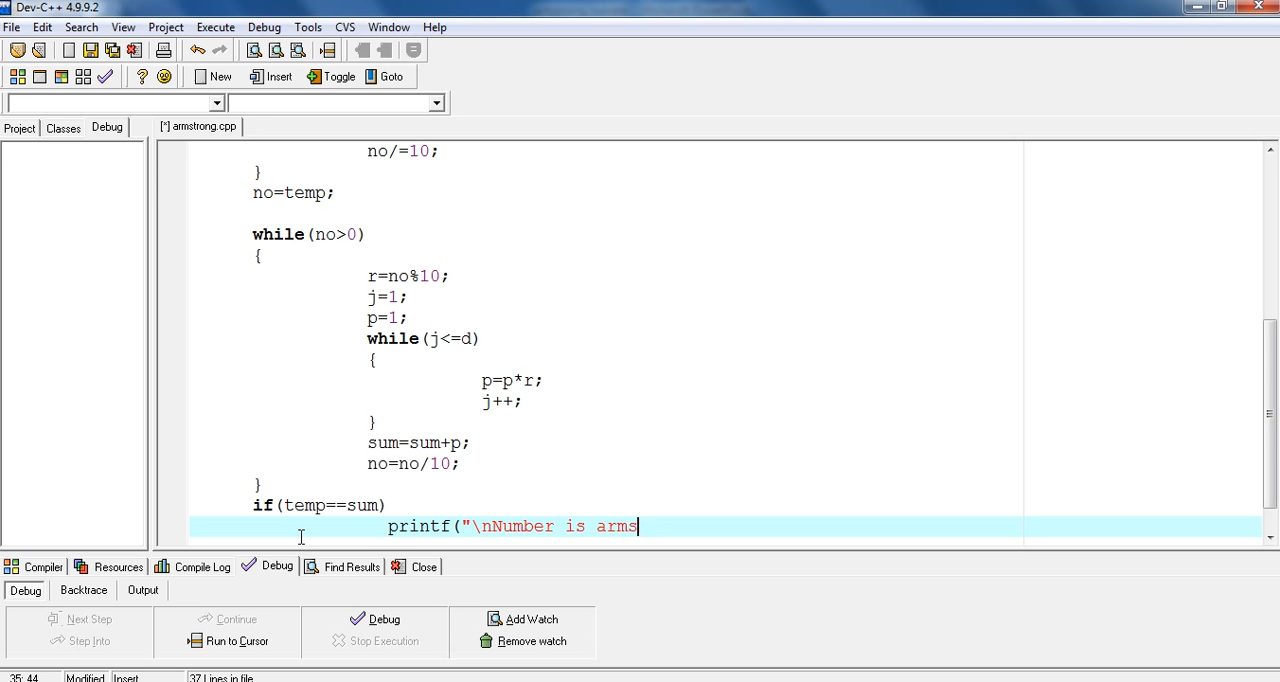 Dev-C++ 4.9.9.2
File Edit Search View Project Execute Debug Tools CVS Window Help
New Insert Toggle Goto
Project Classes Debug [*] armstrong.cpp
no/=10;
}
no=temp;
while(no>0)
{
r=no%10;
j=1;
p=1;
while(j<=d)
{
p=p*r;
j++;
}
sum=sum+p;
no=no/10;
}
if(temp==sum)
printf("\nNumber is arms
Compiler Resources Compile Log Debug Find Results Close
Debug Backtrace Output
Next Step Continue Debug Add Watch
Step Into Run to Cursor Stop Execution Remove watch
35: 44 Modified Insert 37 Lines in file